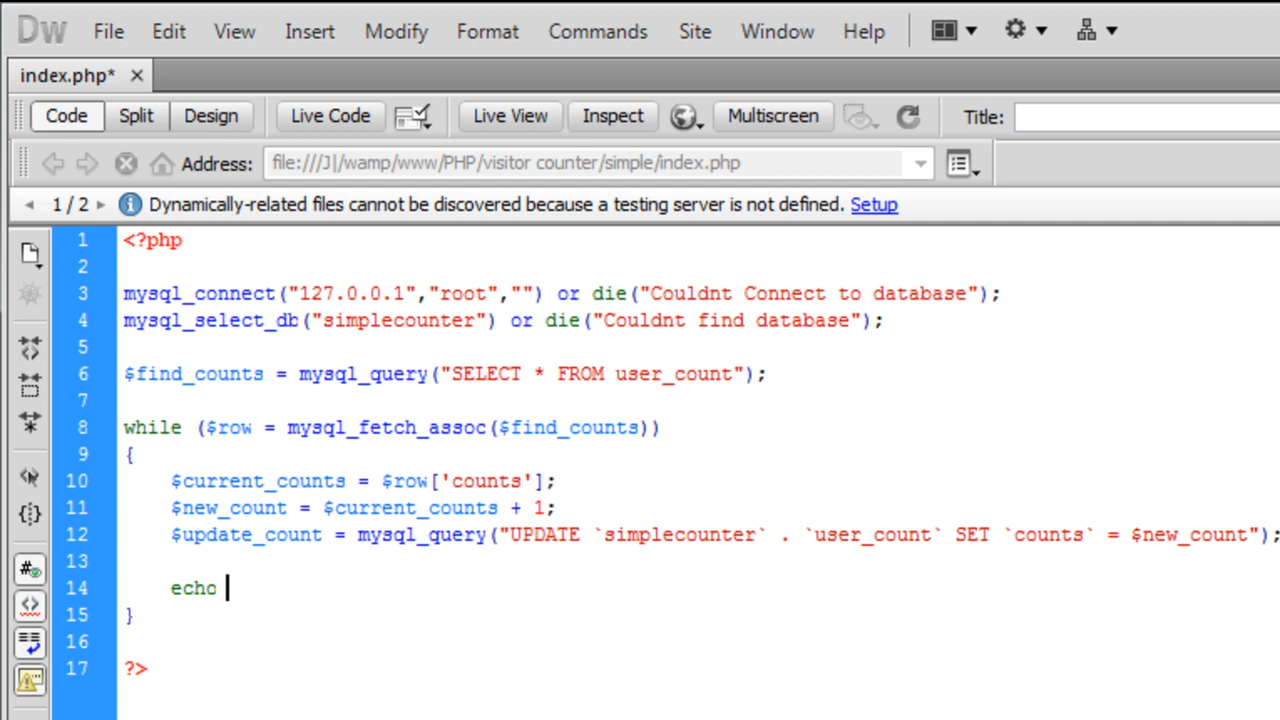 Dw File Edit View Insert Modify Format Commands Site Window Help
index.php*
Code Split Design Live Code Live View Inspect Multiscreen Title:
Address: file:///J|/wamp/www/PHP/visitor counter/simple/index.php
1 / 2 Dynamically-related files cannot be discovered because a testing server is not defined. Setup
1 <?php
2
3 mysql_connect("127.0.0.1","root","") or die("Couldnt Connect to database");
4 mysql_select_db("simplecounter") or die("Couldnt find database");
5
6 $find_counts = mysql_query("SELECT * FROM user_count");
7
8 while ($row = mysql_fetch_assoc($find_counts))
9 {
10 $current_counts = $row['counts'];
11 $new_count = $current_counts + 1;
12 $update_count = mysql_query("UPDATE `simplecounter` . `user_count` SET `counts` = $new_count");
13
14 echo
15 }
16
17 ?>